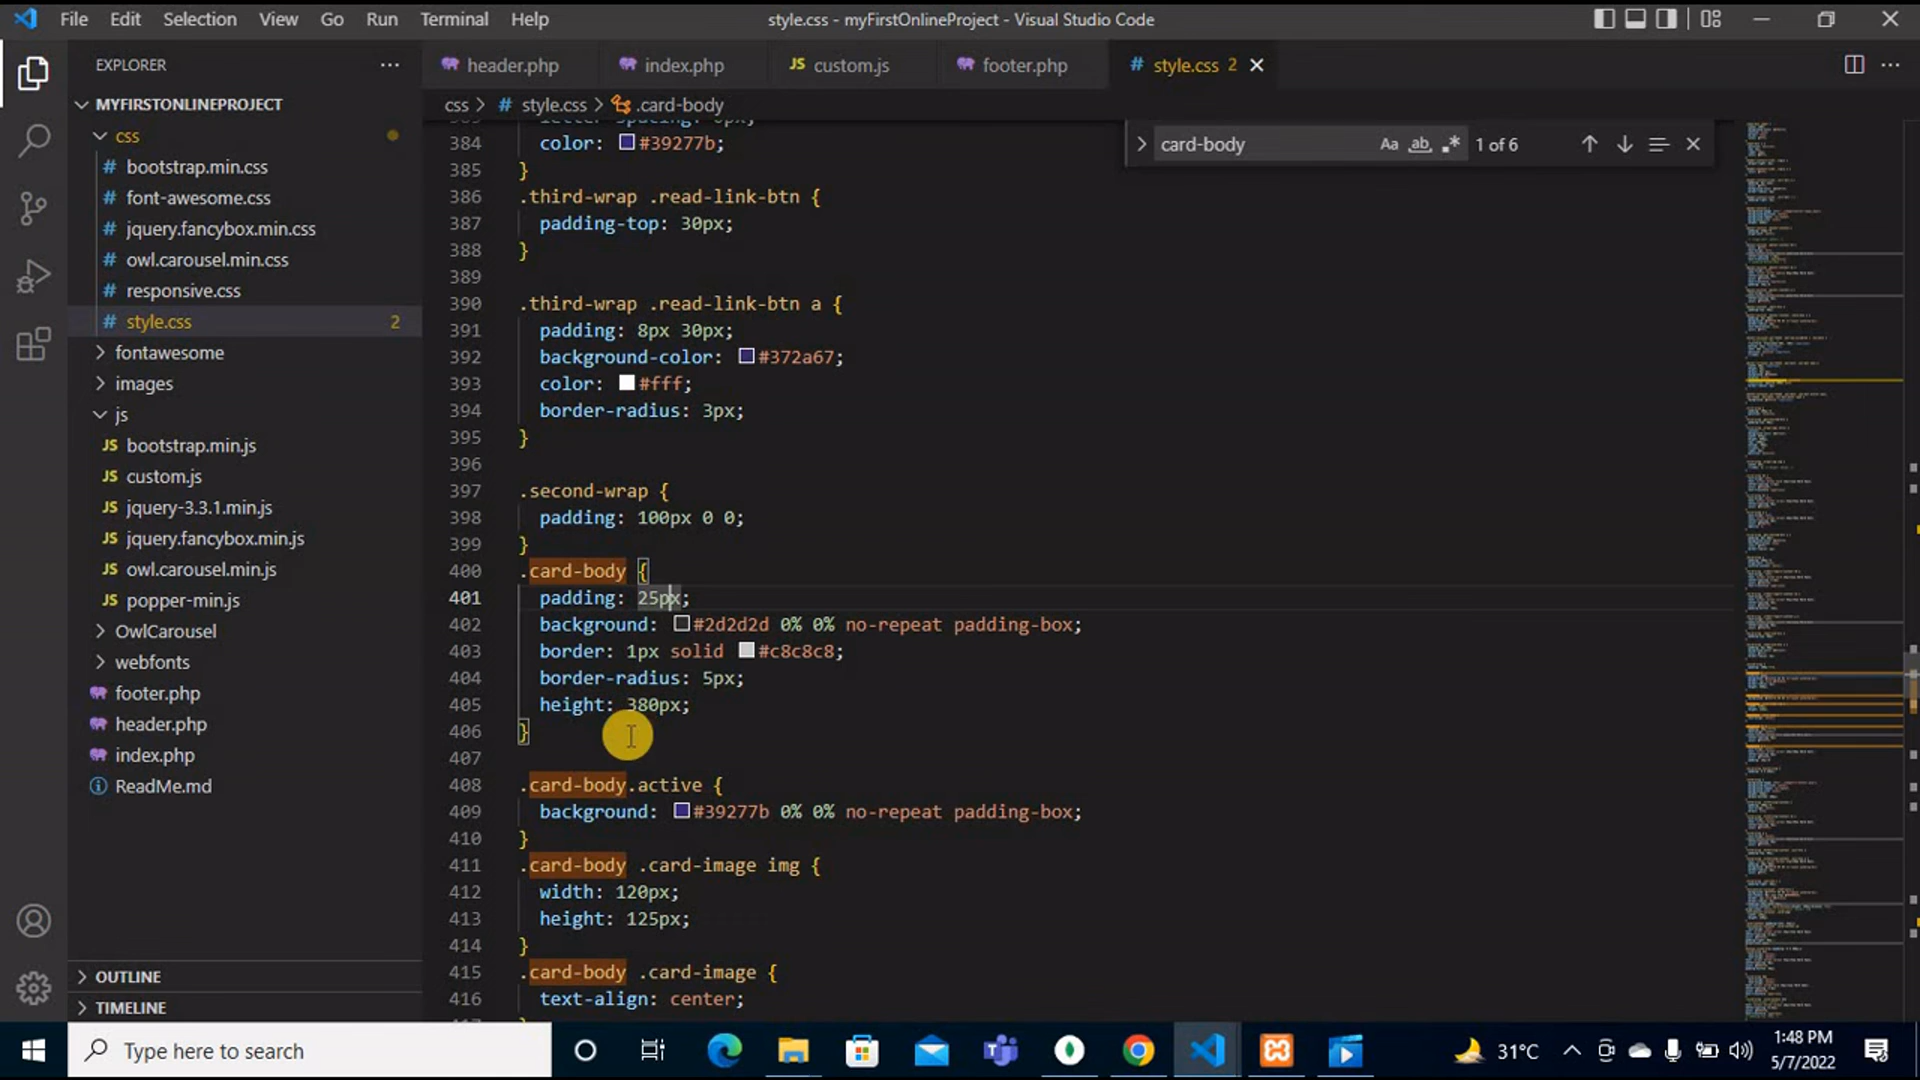 File Edit Selection View Go Run Terminal Help
style.css - myFirstOnlineProject - Visual Studio Code
EXPLORER
header.php
index.php
JS custom.js
footer.php
# style.css 2
MYFIRSTONLINEPROJECT
css
# bootstrap.min.css
# font-awesome.css
# jquery.fancybox.min.css
# owl.carousel.min.css
# responsive.css
# style.css 2
fontawesome
images
js
JS bootstrap.min.js
JS custom.js
JS jquery-3.3.1.min.js
JS jquery.fancybox.min.js
JS owl.carousel.min.js
JS popper-min.js
OwlCarousel
webfonts
footer.php
header.php
index.php
ReadMe.md
OUTLINE
TIMELINE
css > # style.css > .card-body
card-body Aa ab 1 of 6
384 color: #39277b;
385 }
386 .third-wrap .read-link-btn {
387 padding-top: 30px;
388 }
389
390 .third-wrap .read-link-btn a {
391 padding: 8px 30px;
392 background-color: #372a67;
393 color: #fff;
394 border-radius: 3px;
395 }
396
397 .second-wrap {
398 padding: 100px 0 0;
399 }
400 .card-body {
401 padding: 25px;
402 background: #2d2d2d 0% 0% no-repeat padding-box;
403 border: 1px solid #c8c8c8;
404 border-radius: 5px;
405 height: 380px;
406 }
407
408 .card-body.active {
409 background: #39277b 0% 0% no-repeat padding-box;
410 }
411 .card-body .card-image img {
412 width: 120px;
413 height: 125px;
414 }
415 .card-body .card-image {
416 text-align: center;
Type here to search
31°C
1:48 PM
5/7/2022